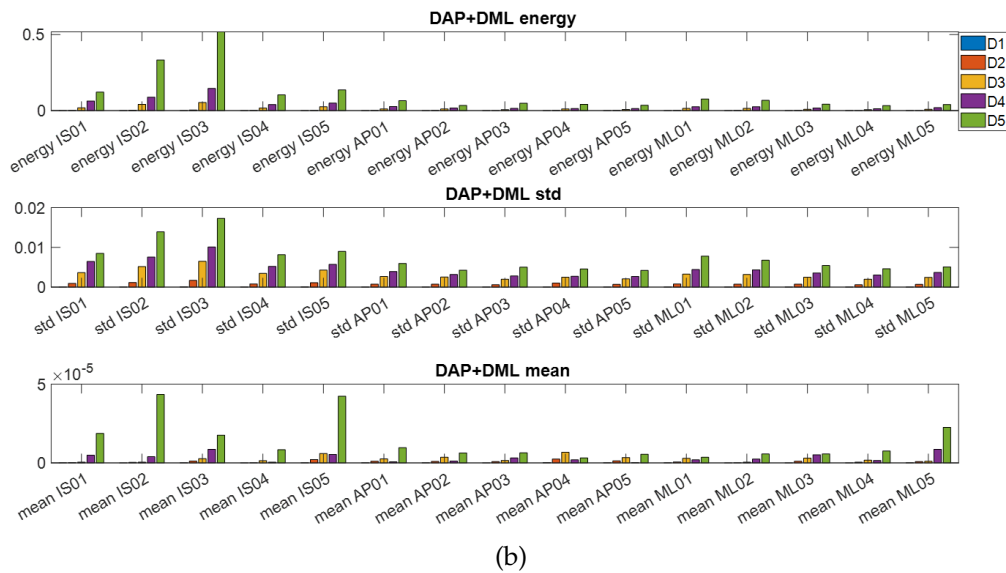 DAP+DML energy
0.5
0
energy IS01 energy IS02 energy IS03 energy IS04 energy IS05 energy AP01 energy AP02 energy AP03 energy AP04 energy AP05 energy ML01 energy ML02 energy ML03 energy ML04 energy ML05
D1
D2
D3
D4
D5
DAP+DML std
0.02
0.01
0
std IS01 std IS02 std IS03 std IS04 std IS05 std AP01 std AP02 std AP03 std AP04 std AP05 std ML01 std ML02 std ML03 std ML04 std ML05
DAP+DML mean
×10^-5
5
0
mean IS01 mean IS02 mean IS03 mean IS04 mean IS05 mean AP01 mean AP02 mean AP03 mean AP04 mean AP05 mean ML01 mean ML02 mean ML03 mean ML04 mean ML05
(b)